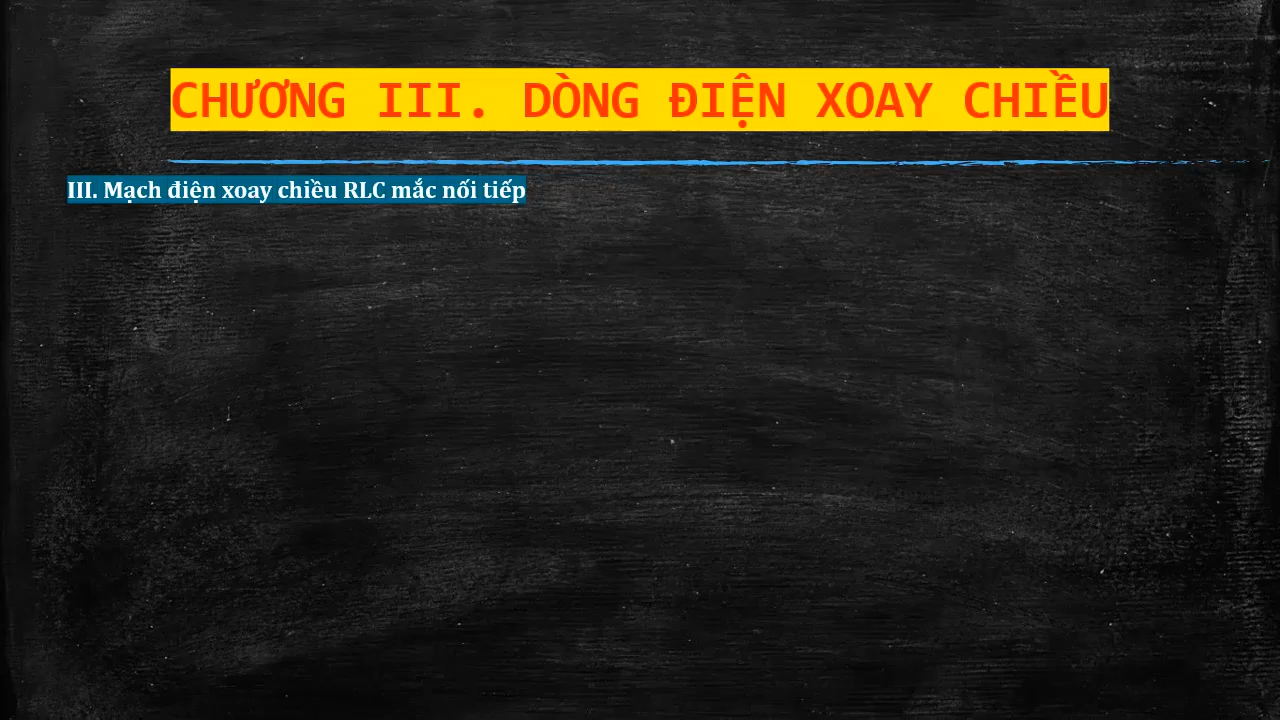 CHƯƠNG III. DÒNG ĐIỆN XOAY CHIỀU
III. Mạch điện xoay chiều RLC mắc nối tiếp